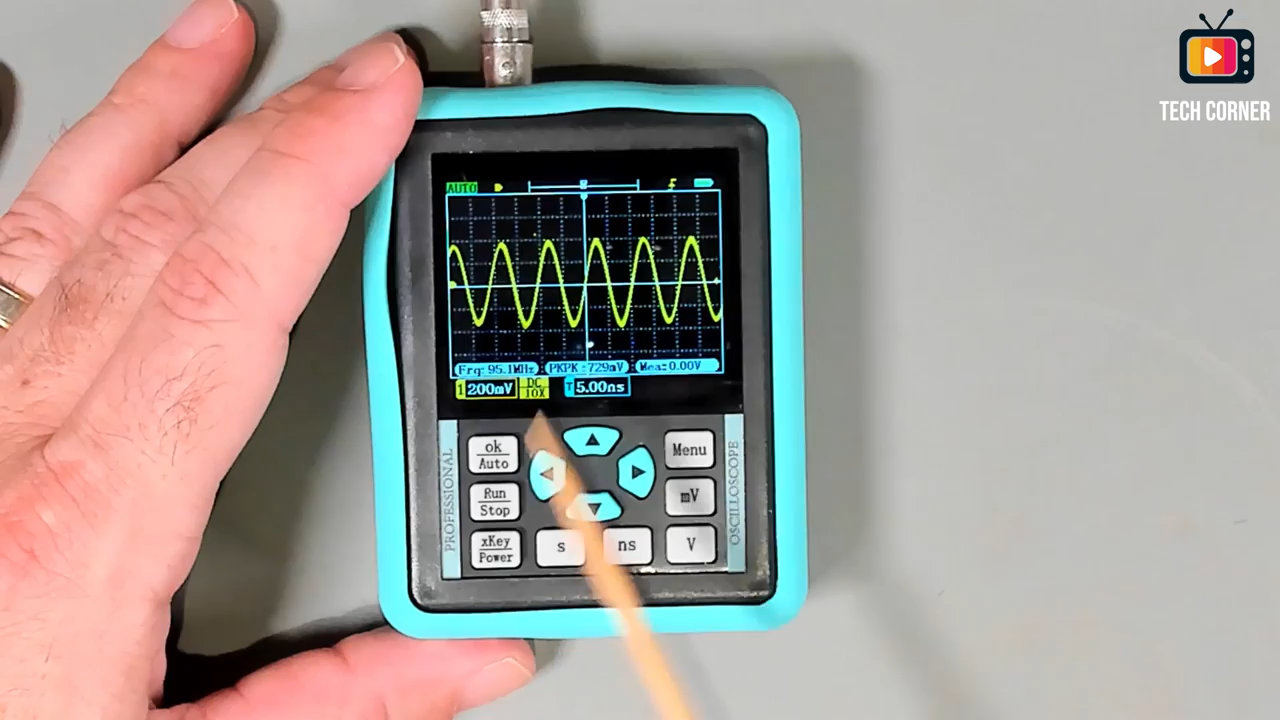 TECH CORNER
AUTO
Frq:95.1MHz PKPK:729mV Mea:0.00V
1 200mV DC 10X T 5.00ns
PROFESSIONAL
OSCILLOSCOPE
ok
Auto
Menu
Run
Stop
mV
xKey
Power
s
ns
V